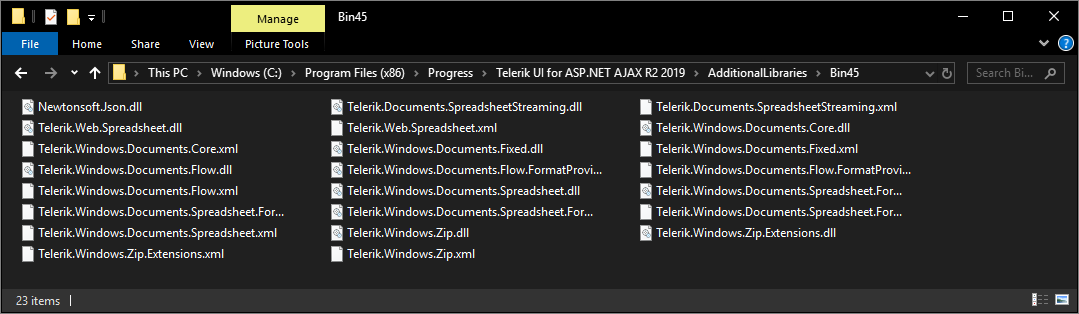 Manage
Bin45
File
Home
Share
View
Picture Tools
This PC
Windows (C:)
Program Files (x86)
Progress
Telerik UI for ASP.NET AJAX R2 2019
AdditionalLibraries
Bin45
Search Bi...
Newtonsoft.Json.dll
Telerik.Documents.SpreadsheetStreaming.dll
Telerik.Documents.SpreadsheetStreaming.xml
Telerik.Web.Spreadsheet.dll
Telerik.Web.Spreadsheet.xml
Telerik.Windows.Documents.Core.dll
Telerik.Windows.Documents.Core.xml
Telerik.Windows.Documents.Fixed.dll
Telerik.Windows.Documents.Fixed.xml
Telerik.Windows.Documents.Flow.dll
Telerik.Windows.Documents.Flow.FormatProvi...
Telerik.Windows.Documents.Flow.FormatProvi...
Telerik.Windows.Documents.Flow.xml
Telerik.Windows.Documents.Spreadsheet.dll
Telerik.Windows.Documents.Spreadsheet.For...
Telerik.Windows.Documents.Spreadsheet.For...
Telerik.Windows.Documents.Spreadsheet.For...
Telerik.Windows.Documents.Spreadsheet.For...
Telerik.Windows.Documents.Spreadsheet.xml
Telerik.Windows.Zip.dll
Telerik.Windows.Zip.Extensions.dll
Telerik.Windows.Zip.Extensions.xml
Telerik.Windows.Zip.xml
23 items